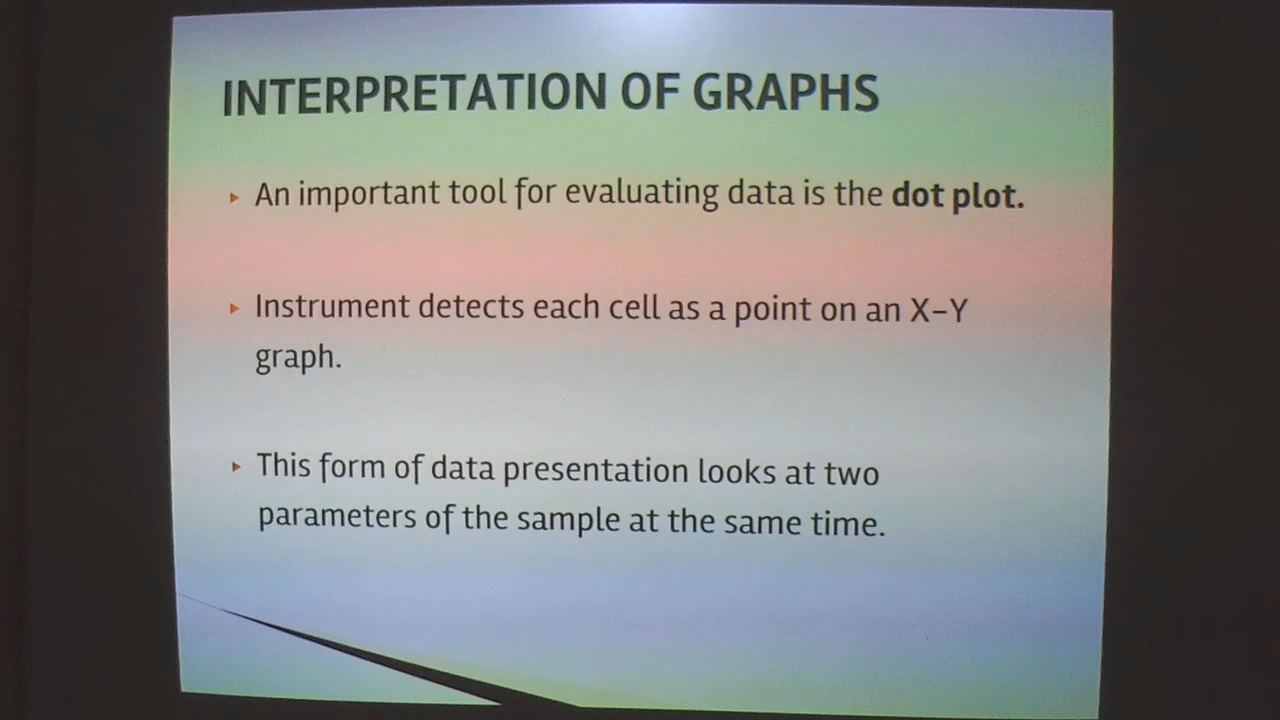 INTERPRETATION OF GRAPHS
An important tool for evaluating data is the dot plot.
Instrument detects each cell as a point on an X-Y
graph.
This form of data presentation looks at two
parameters of the sample at the same time.